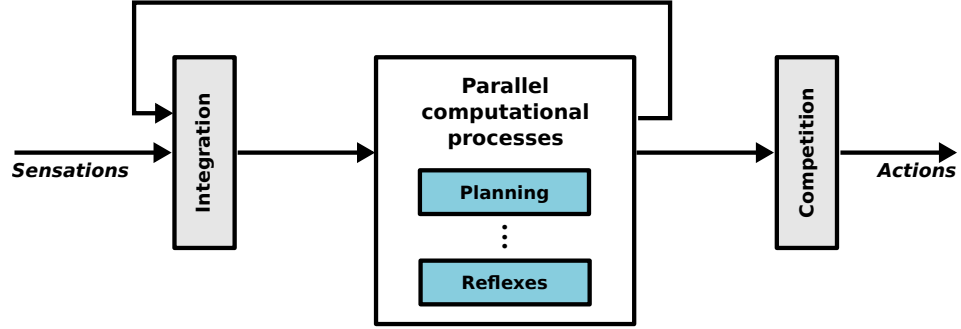 Sensations
Integration
Parallel
computational
processes
Planning
Reflexes
Competition
Actions